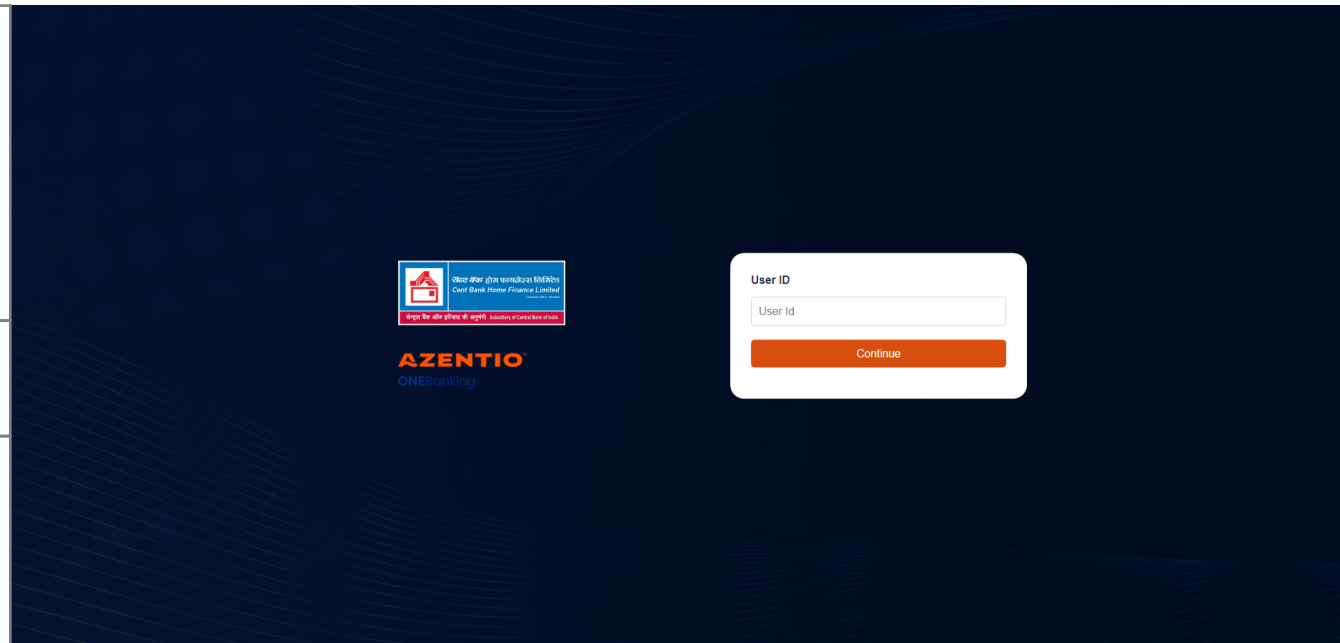 सेन्ट बैंक होम फायनेन्स लिमिटेड
Cent Bank Home Finance Limited
सेन्ट्रल बैंक ऑफ इण्डिया की अनुषंगी Subsidiary of Central Bank of India
AZENTIO
ONEBanking
User ID
User Id
Continue